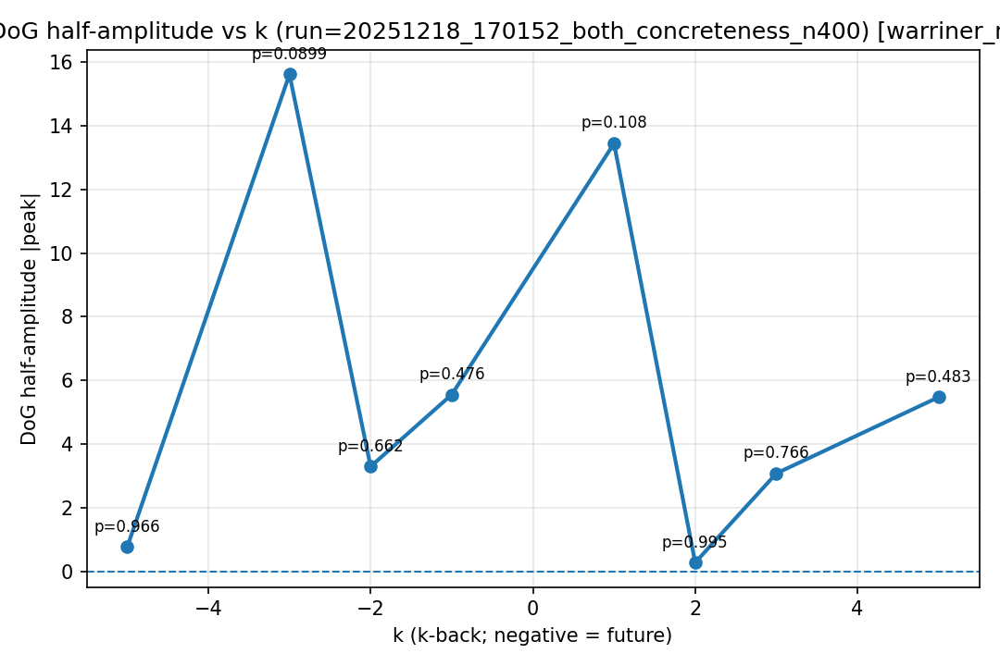 DoG half-amplitude vs k (run=20251218_170152_both_concreteness_n400)
p=0.0899
16
p=0.108
14
12
10
8
p=0.476
p=0.483
6
p=0.662
p=0.766
4
p=0.966
p=0.995
2
0
−4
−2
0
2
4
k (k-back; negative = future)
DoG half-amplitude |peak|